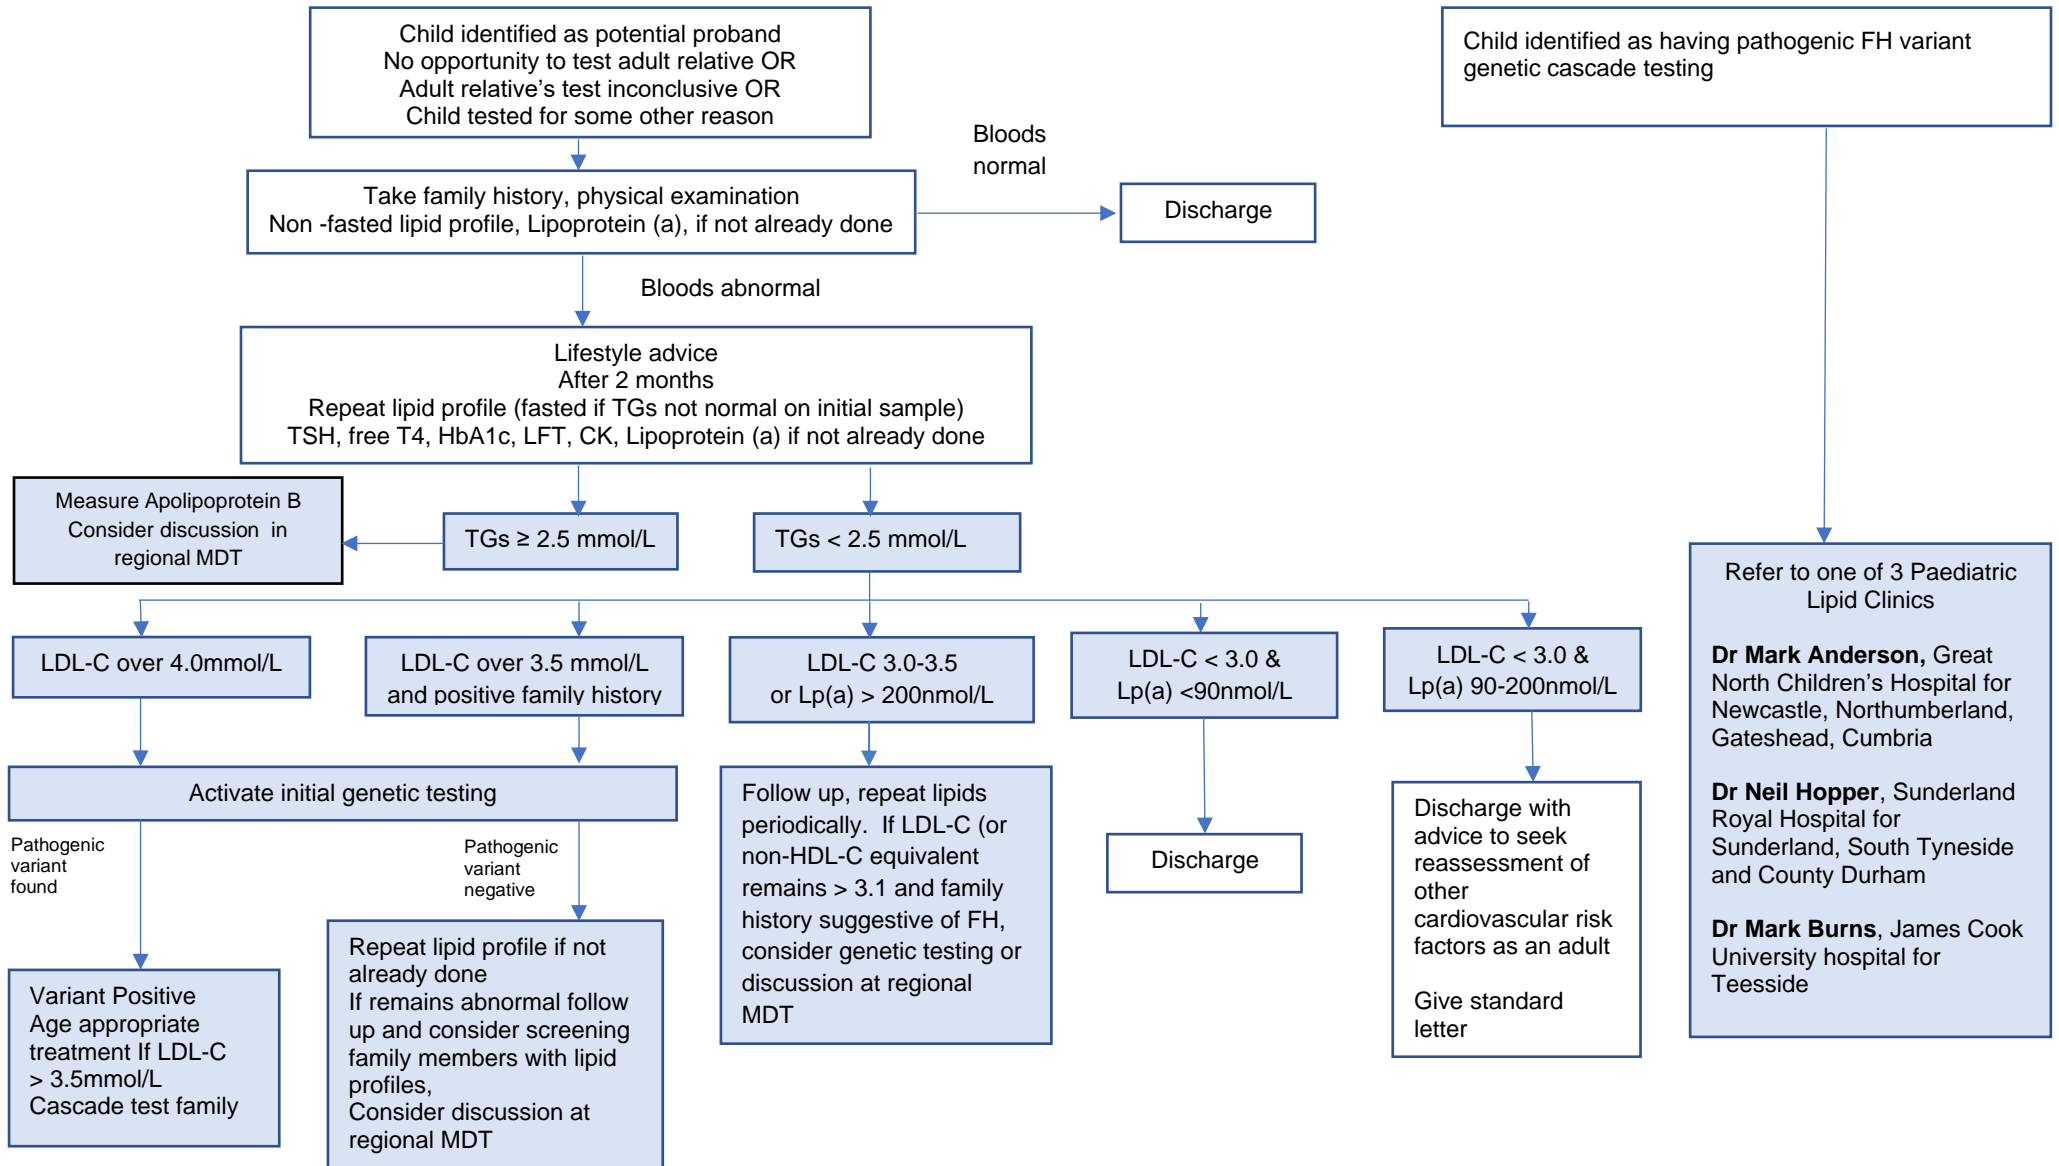 Child identified as potential proband
No opportunity to test adult relative OR
Adult relative's test inconclusive OR
Child tested for some other reason
Child identified as having pathogenic FH variant
genetic cascade testing
Bloods
normal
Take family history, physical examination
Non -fasted lipid profile, Lipoprotein (a), if not already done
Discharge
Bloods abnormal
Lifestyle advice
After 2 months
Repeat lipid profile (fasted if TGs not normal on initial sample)
TSH, free T4, HbA1c, LFT, CK, Lipoprotein (a) if not already done
Measure Apolipoprotein B
Consider discussion in
regional MDT
TGs ≥ 2.5 mmol/L
TGs < 2.5 mmol/L
LDL-C over 4.0mmol/L
LDL-C over 3.5 mmol/L
and positive family history
LDL-C 3.0-3.5
or Lp(a) > 200nmol/L
LDL-C < 3.0 &
Lp(a) <90nmol/L
LDL-C < 3.0 &
Lp(a) 90-200nmol/L
Activate initial genetic testing
Pathogenic
variant
found
Pathogenic
variant
negative
Variant Positive
Age appropriate
treatment If LDL-C
> 3.5mmol/L
Cascade test family
Repeat lipid profile if not
already done
If remains abnormal follow
up and consider screening
family members with lipid
profiles,
Consider discussion at
regional MDT
Follow up, repeat lipids
periodically. If LDL-C (or
non-HDL-C equivalent
remains > 3.1 and family
history suggestive of FH,
consider genetic testing or
discussion at regional
MDT
Discharge
Discharge with
advice to seek
reassessment of
other
cardiovascular risk
factors as an adult
Give standard
letter
Refer to one of 3 Paediatric
Lipid Clinics
Dr Mark Anderson, Great
North Children's Hospital for
Newcastle, Northumberland,
Gateshead, Cumbria
Dr Neil Hopper, Sunderland
Royal Hospital for
Sunderland, South Tyneside
and County Durham
Dr Mark Burns, James Cook
University hospital for
Teesside